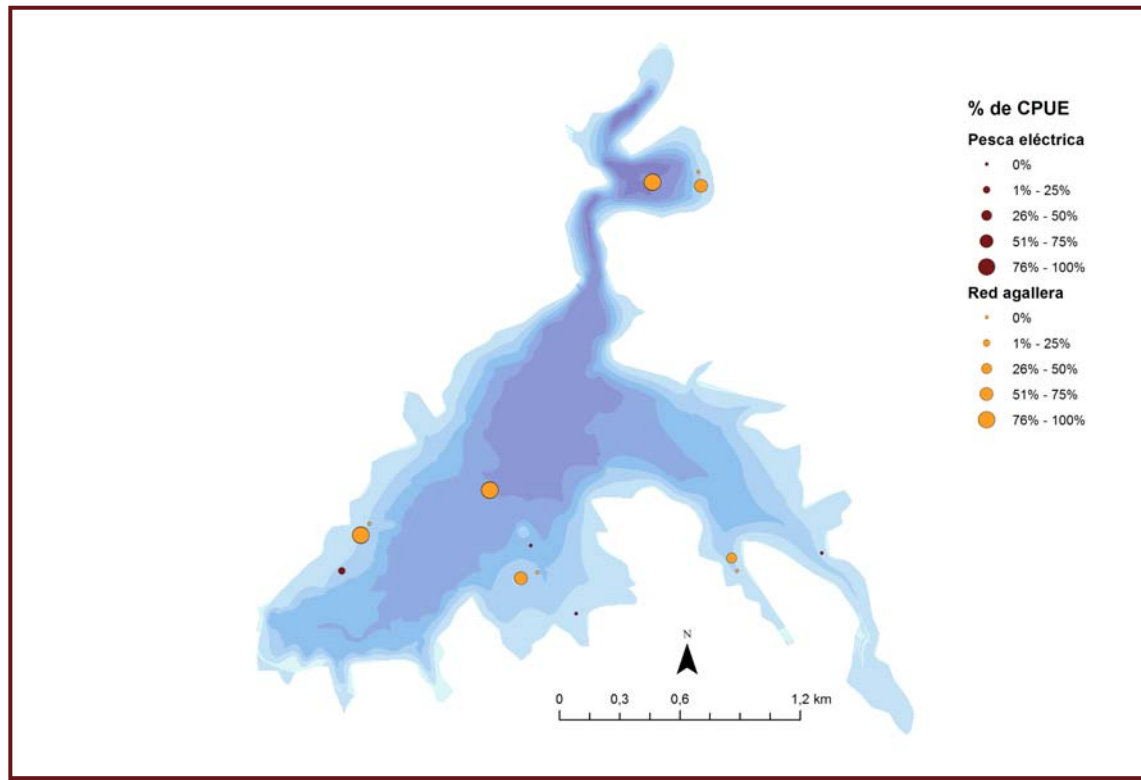 % de CPUE
Pesca eléctrica
0%
1% - 25%
26% - 50%
51% - 75%
76% - 100%
Red agallera
0%
1% - 25%
26% - 50%
51% - 75%
76% - 100%
N
0 0,3 0,6 1,2 km